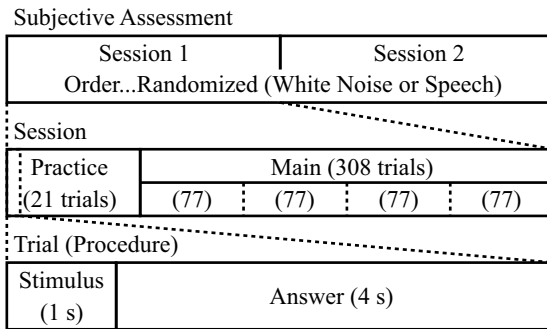 Subjective Assessment
Session 1 Session 2
Order...Randomized (White Noise or Speech)
Session
Practice Main (308 trials)
(21 trials) (77) (77) (77) (77)
Trial (Procedure)
Stimulus Answer (4 s)
(1 s)